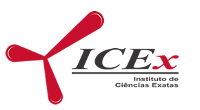 ICEx
Instituto de
Ciências Exatas